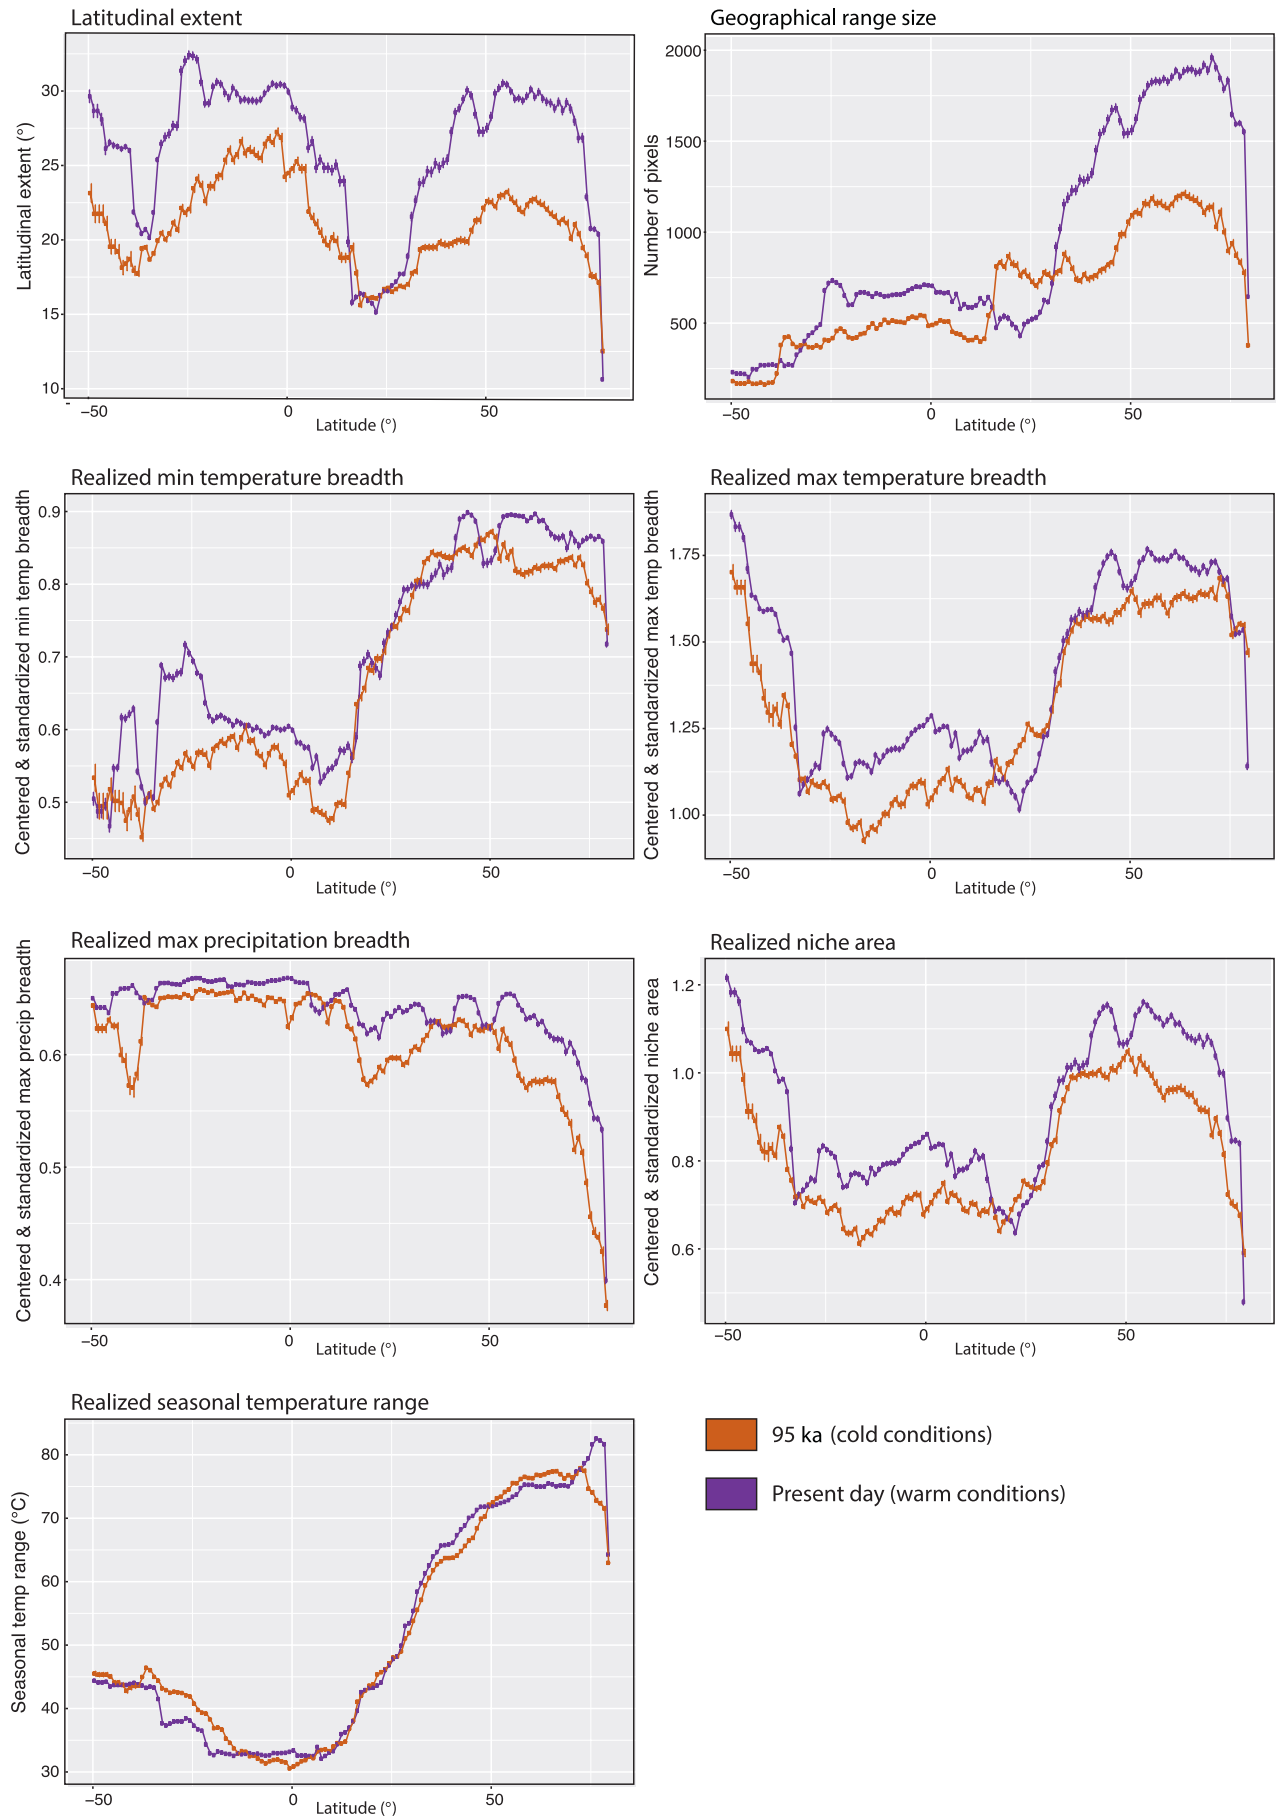 Latitudinal extent
Latitudinal extent (°)
30
25
20
15
10
−50
0
50
Latitude (°)
Geographical range size
Number of pixels
2000
1500
1000
500
−50
0
50
Latitude (°)
Realized min temperature breadth
Centered & standardized min temp breadth
0.9
0.8
0.7
0.6
0.5
−50
0
50
Latitude (°)
Realized max temperature breadth
Centered & standardized max temp breadth
1.75
1.50
1.25
1.00
−50
0
50
Latitude (°)
Realized max precipitation breadth
Centered & standardized max precip breadth
0.6
0.5
0.4
−50
0
50
Latitude (°)
Realized niche area
Centered & standardized niche area
1.2
1.0
0.8
0.6
−50
0
50
Latitude (°)
Realized seasonal temperature range
Seasonal temp range (°C)
80
70
60
50
40
30
−50
0
50
Latitude (°)
95 ka (cold conditions)
Present day (warm conditions)